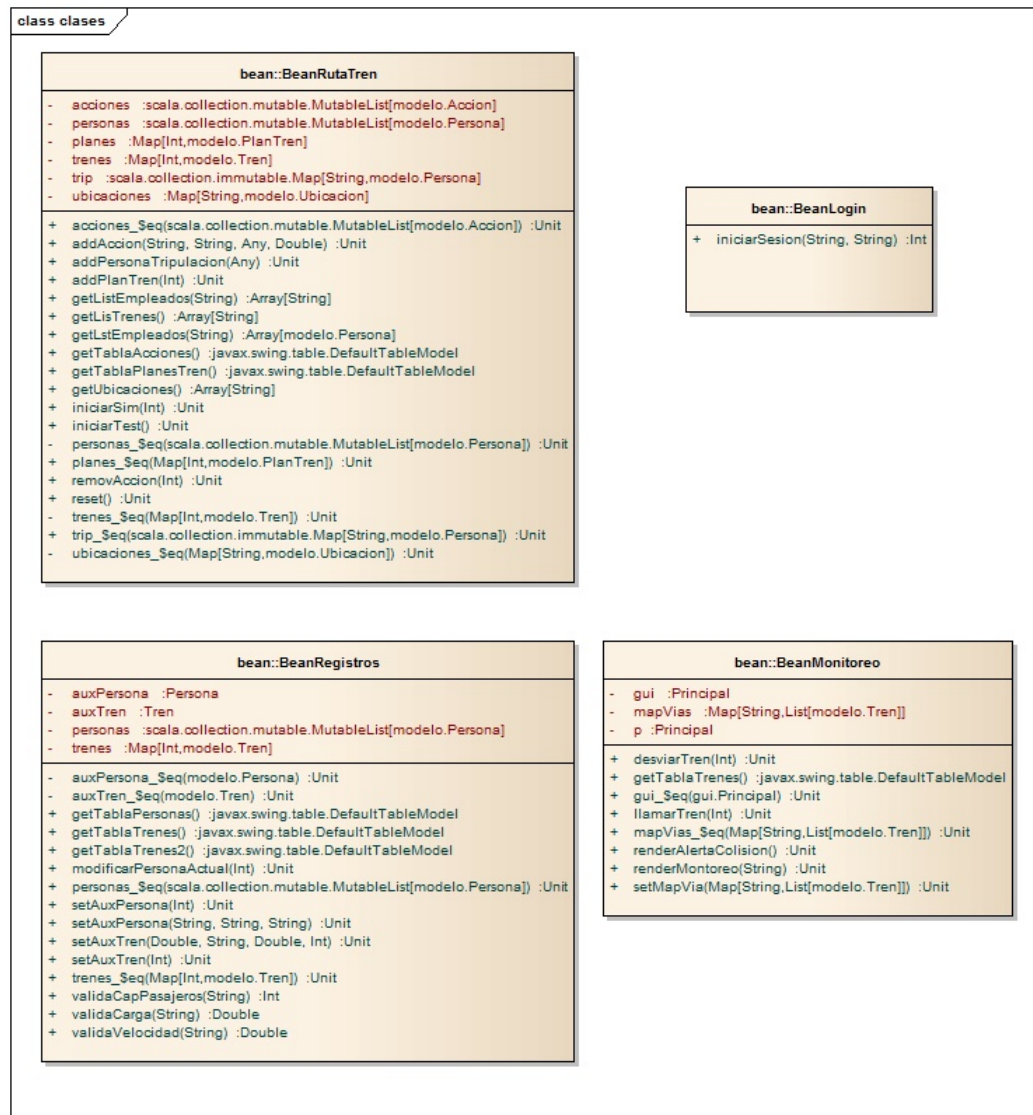 class clases
bean::BeanRutaTren
- acciones :scala.collection.mutable.MutableList[modelo.Accion]
- personas :scala.collection.mutable.MutableList[modelo.Persona]
- planes :Map[Int,modelo.PlanTren]
- trenes :Map[Int,modelo.Tren]
- trip :scala.collection.immutable.Map[String,modelo.Persona]
- ubicaciones :Map[String,modelo.Ubicacion]
+ acciones_$eq(scala.collection.mutable.MutableList[modelo.Accion]) :Unit
+ addAccion(String, String, Any, Double) :Unit
+ addPersonaTripulacion(Any) :Unit
+ addPlanTren(Int) :Unit
+ getListEmpleados(String) :Array[String]
+ getLisTrenes() :Array[String]
+ getLstEmpleados(String) :Array[modelo.Persona]
+ getTablaAcciones() :javax.swing.table.DefaultTableModel
+ getTablaPlanesTren() :javax.swing.table.DefaultTableModel
+ getUbicaciones() :Array[String]
+ iniciarSim(Int) :Unit
+ iniciarTest() :Unit
- personas_$eq(scala.collection.mutable.MutableList[modelo.Persona]) :Unit
+ planes_$eq(Map[Int,modelo.PlanTren]) :Unit
+ removAccion(Int) :Unit
+ reset() :Unit
- trenes_$eq(Map[Int,modelo.Tren]) :Unit
+ trip_$eq(scala.collection.immutable.Map[String,modelo.Persona]) :Unit
- ubicaciones_$eq(Map[String,modelo.Ubicacion]) :Unit
bean::BeanLogin
+ iniciarSesion(String, String) :Int
bean::BeanRegistros
- auxPersona :Persona
- auxTren :Tren
- personas :scala.collection.mutable.MutableList[modelo.Persona]
- trenes :Map[Int,modelo.Tren]
- auxPersona_$eq(modelo.Persona) :Unit
- auxTren_$eq(modelo.Tren) :Unit
+ getTablaPersonas() :javax.swing.table.DefaultTableModel
+ getTablaTrenes() :javax.swing.table.DefaultTableModel
+ getTablaTrenes2() :javax.swing.table.DefaultTableModel
+ modificarPersonaActual(Int) :Unit
+ personas_$eq(scala.collection.mutable.MutableList[modelo.Persona]) :Unit
+ setAuxPersona(Int) :Unit
+ setAuxPersona(String, String, String) :Unit
+ setAuxTren(Double, String, Double, Int) :Unit
+ setAuxTren(Int) :Unit
+ trenes_$eq(Map[Int,modelo.Tren]) :Unit
+ validaCapPasajeros(String) :Int
+ validaCarga(String) :Double
+ validaVelocidad(String) :Double
bean::BeanMonitoreo
- gui :Principal
- mapVias :Map[String,List[modelo.Tren]]
- p :Principal
+ desviarTren(Int) :Unit
+ getTablaTrenes() :javax.swing.table.DefaultTableModel
+ gui_$eq(gui.Principal) :Unit
+ llamarTren(Int) :Unit
+ mapVias_$eq(Map[String,List[modelo.Tren]]) :Unit
+ renderAlertaColision() :Unit
+ renderMontoreo(String) :Unit
+ setMapVia(Map[String,List[modelo.Tren]]) :Unit